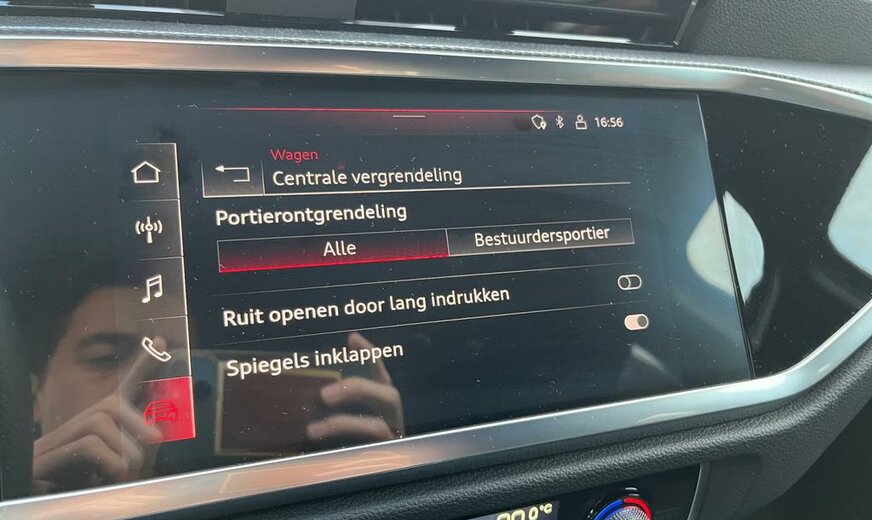 16:56
Wagen
Centrale vergrendeling
Portierontgrendeling
Alle
Bestuurdersportier
Ruit openen door lang indrukken
Spiegels inklappen